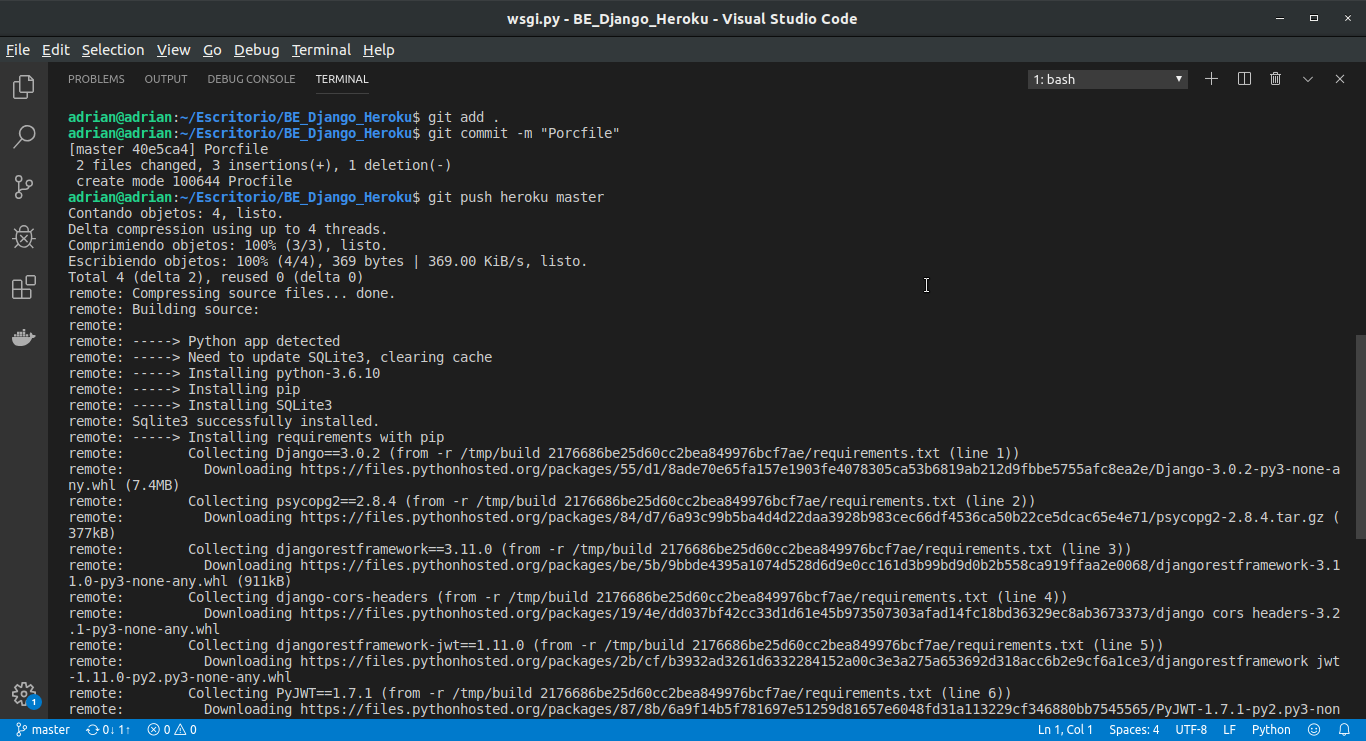 wsgi.py - BE_Django_Heroku - Visual Studio Code
File Edit Selection View Go Debug Terminal Help
PROBLEMS OUTPUT DEBUG CONSOLE TERMINAL 1: bash
adrian@adrian:~/Escritorio/BE_Django_Heroku$ git add .
adrian@adrian:~/Escritorio/BE_Django_Heroku$ git commit -m "Porcfile"
[master 40e5ca4] Porcfile
2 files changed, 3 insertions(+), 1 deletion(-)
create mode 100644 Procfile
adrian@adrian:~/Escritorio/BE_Django_Heroku$ git push heroku master
Contando objetos: 4, listo.
Delta compression using up to 4 threads.
Comprimiendo objetos: 100% (3/3), listo.
Escribiendo objetos: 100% (4/4), 369 bytes | 369.00 KiB/s, listo.
Total 4 (delta 2), reused 0 (delta 0)
remote: Compressing source files... done.
remote: Building source:
remote:
remote: -----> Python app detected
remote: -----> Need to update SQLite3, clearing cache
remote: -----> Installing python-3.6.10
remote: -----> Installing pip
remote: -----> Installing SQLite3
remote: Sqlite3 successfully installed.
remote: -----> Installing requirements with pip
remote: Collecting Django==3.0.2 (from -r /tmp/build 2176686be25d60cc2bea849976bcf7ae/requirements.txt (line 1))
remote: Downloading https://files.pythonhosted.org/packages/55/d1/8ade70e65fa157e1903fe4078305ca53b6819ab212d9fbbe5755afc8ea2e/Django-3.0.2-py3-none-a
ny.whl (7.4MB)
remote: Collecting psycopg2==2.8.4 (from -r /tmp/build 2176686be25d60cc2bea849976bcf7ae/requirements.txt (line 2))
remote: Downloading https://files.pythonhosted.org/packages/84/d7/6a93c99b5ba4d4d22daa3928b983cec66df4536ca50b22ce5dcac65e4e71/psycopg2-2.8.4.tar.gz (
377kB)
remote: Collecting djangorestframework==3.11.0 (from -r /tmp/build 2176686be25d60cc2bea849976bcf7ae/requirements.txt (line 3))
remote: Downloading https://files.pythonhosted.org/packages/be/5b/9bbde4395a1074d528d6d9e0cc161d3b99bd9d0b2b558ca919ffaa2e0068/djangorestframework-3.1
1.0-py3-none-any.whl (911kB)
remote: Collecting django-cors-headers (from -r /tmp/build 2176686be25d60cc2bea849976bcf7ae/requirements.txt (line 4))
remote: Downloading https://files.pythonhosted.org/packages/19/4e/dd037bf42cc33d1d61e45b973507303afad14fc18bd36329ec8ab3673373/django cors headers-3.2
.1-py3-none-any.whl
remote: Collecting djangorestframework-jwt==1.11.0 (from -r /tmp/build 2176686be25d60cc2bea849976bcf7ae/requirements.txt (line 5))
remote: Downloading https://files.pythonhosted.org/packages/2b/cf/b3932ad3261d6332284152a00c3e3a275a653692d318acc6b2e9cf6a1ce3/djangorestframework jwt
-1.11.0-py2.py3-none-any.whl
remote: Collecting PyJWT==1.7.1 (from -r /tmp/build 2176686be25d60cc2bea849976bcf7ae/requirements.txt (line 6))
remote: Downloading https://files.pythonhosted.org/packages/87/8b/6a9f14b5f781697e51259d81657e6048fd31a113229cf346880bb7545565/PyJWT-1.7.1-py2.py3-non
1
master 0↓ 1↑ 0 0 Ln 1, Col 1 Spaces: 4 UTF-8 LF Python